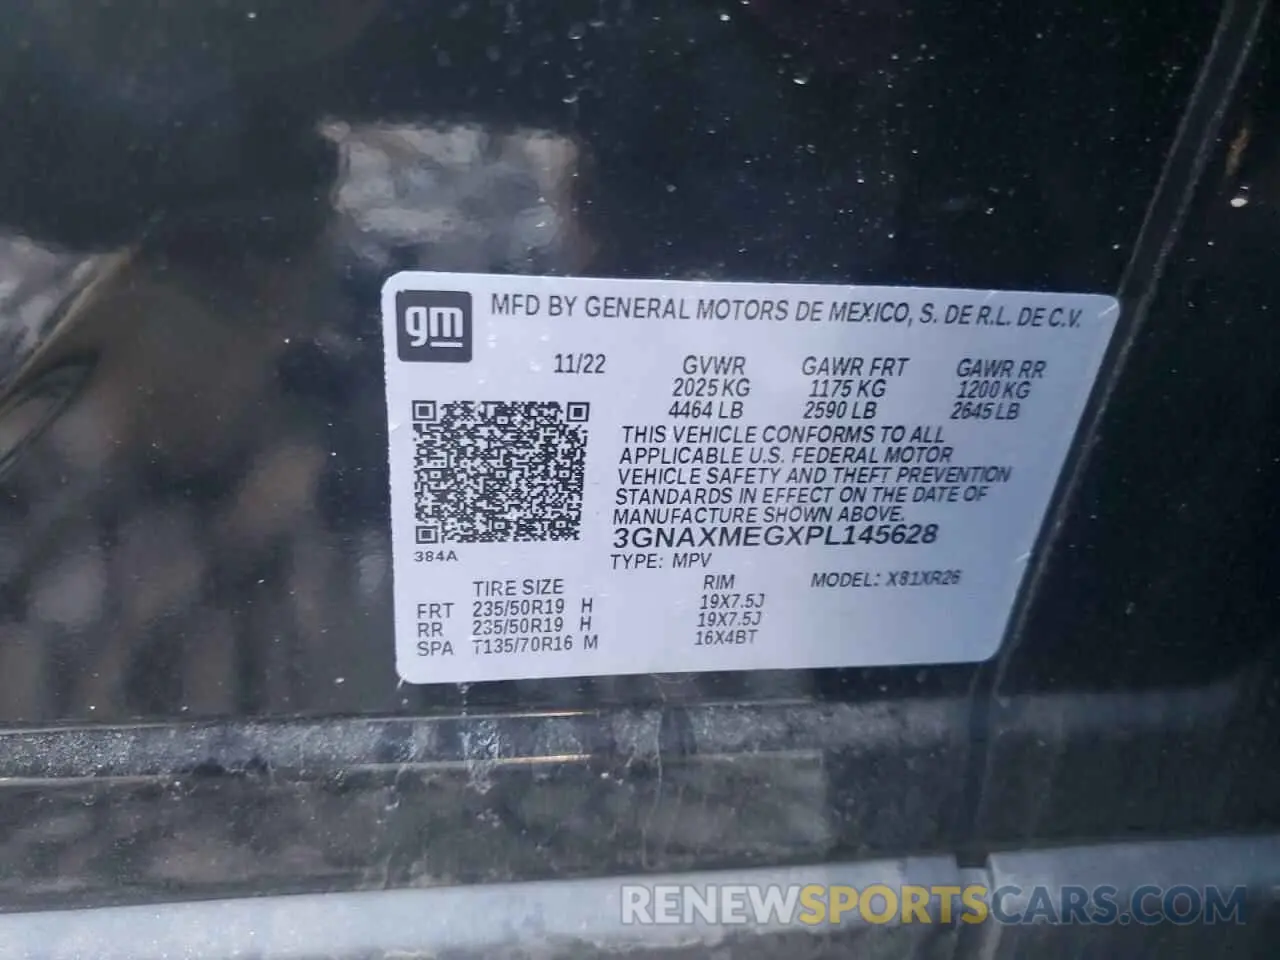 gm
MFD BY GENERAL MOTORS DE MEXICO, S. DE R.L. DE C.V.
11/22 GVWR GAWR FRT GAWR RR
2025 KG 1175 KG 1200 KG
4464 LB 2590 LB 2645 LB
THIS VEHICLE CONFORMS TO ALL
APPLICABLE U.S. FEDERAL MOTOR
VEHICLE SAFETY AND THEFT PREVENTION
STANDARDS IN EFFECT ON THE DATE OF
MANUFACTURE SHOWN ABOVE.
3GNAXMEGXPL145628
384A
TYPE: MPV
TIRE SIZE RIM MODEL: X81XR26
FRT 235/50R19 H 19X7.5J
RR 235/50R19 H 19X7.5J
SPA T135/70R16 M 16X4BT
RENEWSPORTSCARS.COM